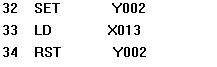 32 SET Y002
33 LD X013
34 RST Y002